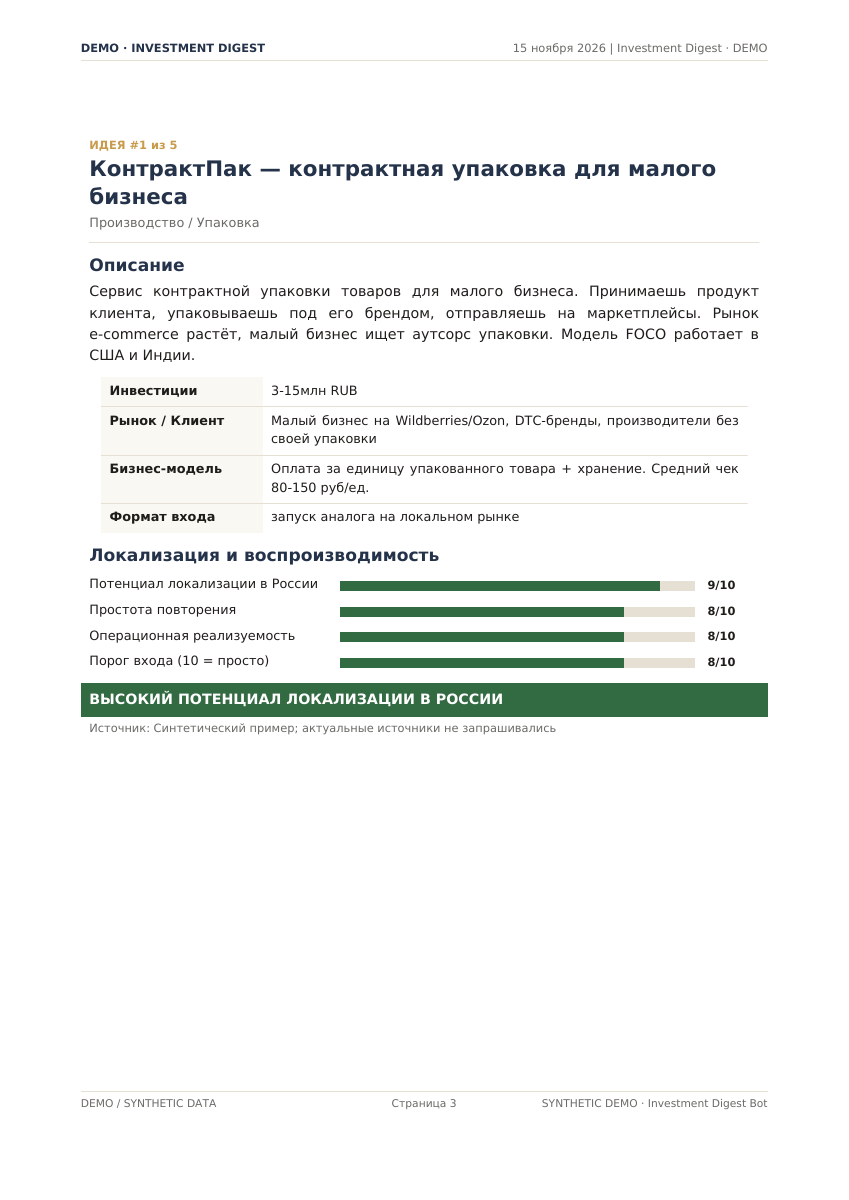 DEMO · INVESTMENT DIGEST
15 ноября 2026 | Investment Digest · DEMO
ИДЕЯ #1 из 5
КонтрактПак — контрактная упаковка для малого
бизнеса
Производство / Упаковка
Описание
Сервис контрактной упаковки товаров для малого бизнеса. Принимаешь продукт
клиента, упаковываешь под его брендом, отправляешь на маркетплейсы. Рынок
e-commerce растёт, малый бизнес ищет аутсорс упаковки. Модель FOCO работает в
США и Индии.
Инвестиции
3-15млн RUB
Рынок / Клиент
Малый бизнес на Wildberries/Ozon, DTC-бренды, производители без
своей упаковки
Бизнес-модель
Оплата за единицу упакованного товара + хранение. Средний чек
80-150 руб/ед.
Формат входа
запуск аналога на локальном рынке
Локализация и воспроизводимость
Потенциал локализации в России 9/10
Простота повторения 8/10
Операционная реализуемость 8/10
Порог входа (10 = просто) 8/10
ВЫСОКИЙ ПОТЕНЦИАЛ ЛОКАЛИЗАЦИИ В РОССИИ
Источник: Синтетический пример; актуальные источники не запрашивались
DEMO / SYNTHETIC DATA
Страница 3
SYNTHETIC DEMO · Investment Digest Bot